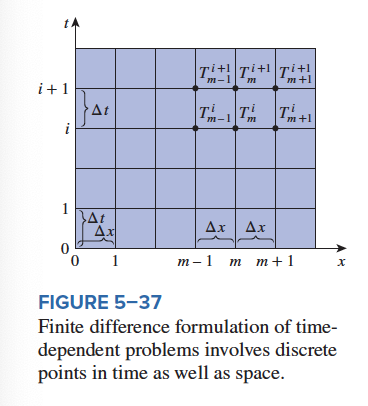 t
T^{i+1}_{m-1} T^{i+1}_{m} T^{i+1}_{m+1}
i + 1
Δt
T^{i}_{m-1} T^{i}_{m} T^{i}_{m+1}
i
1
Δt
Δx Δx Δx
0
0 1 m – 1 m m + 1 x
FIGURE 5–37
Finite difference formulation of time-
dependent problems involves discrete
points in time as well as space.